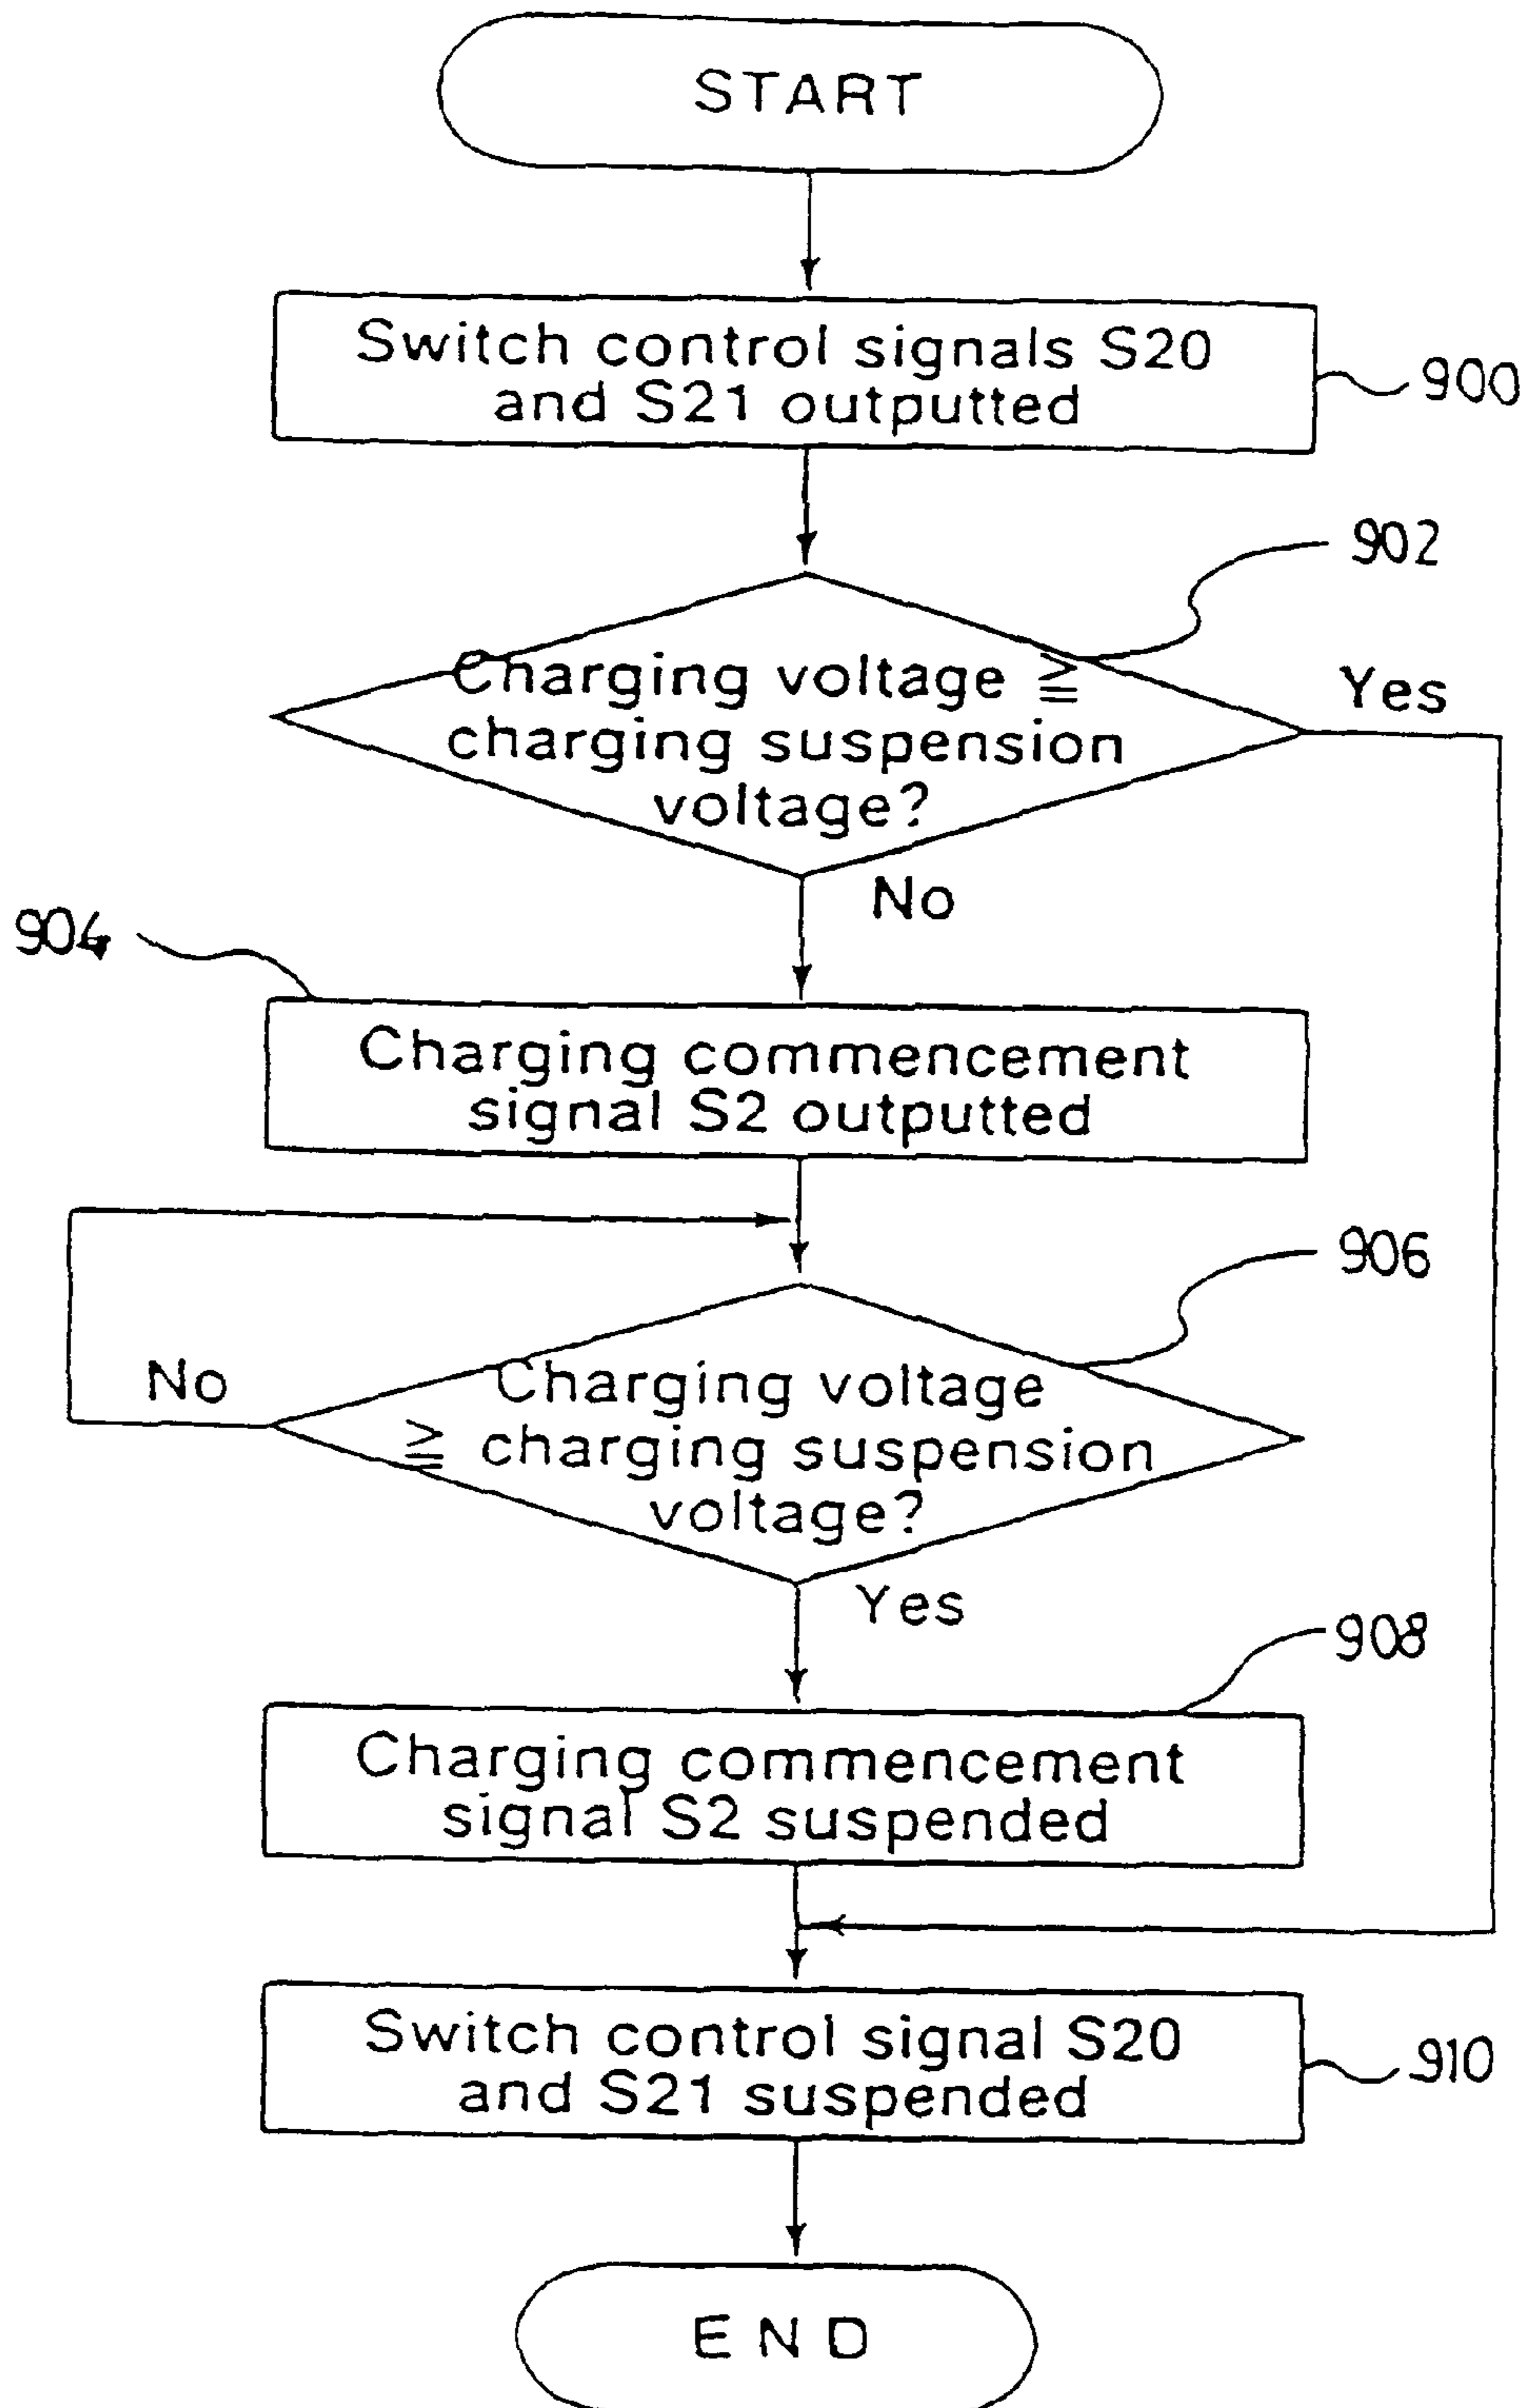 START
Switch control signals S20
and S21 outputted
900
902
Charging voltage ≧
charging suspension
voltage?
Yes
No
904
Charging commencement
signal S2 outputted
906
Charging voltage
≧ charging suspension
voltage?
No
Yes
908
Charging commencement
signal S2 suspended
Switch control signal S20
and S21 suspended
910
END